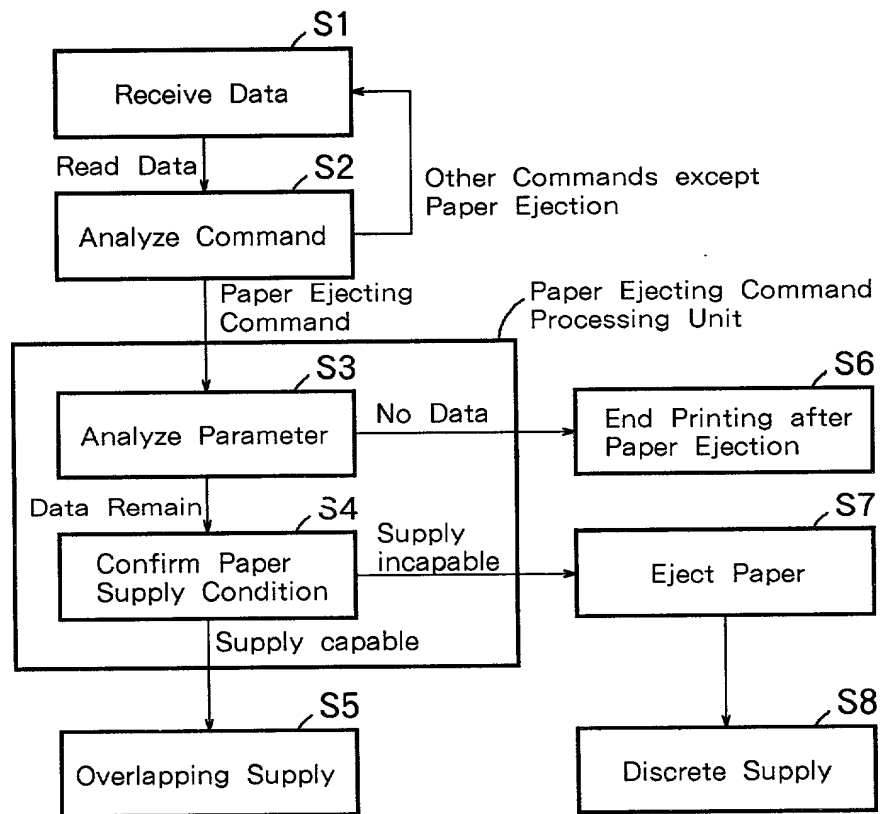 S1
Receive Data
Read Data
S2
Other Commands except
Paper Ejection
Analyze Command
Paper Ejecting
Command
Paper Ejecting Command
Processing Unit
S3
S6
No Data
Analyze Parameter
End Printing after
Paper Ejection
Data Remain
S4
S7
Supply
incapable
Confirm Paper
Supply Condition
Eject Paper
Supply capable
S5
S8
Overlapping Supply
Discrete Supply